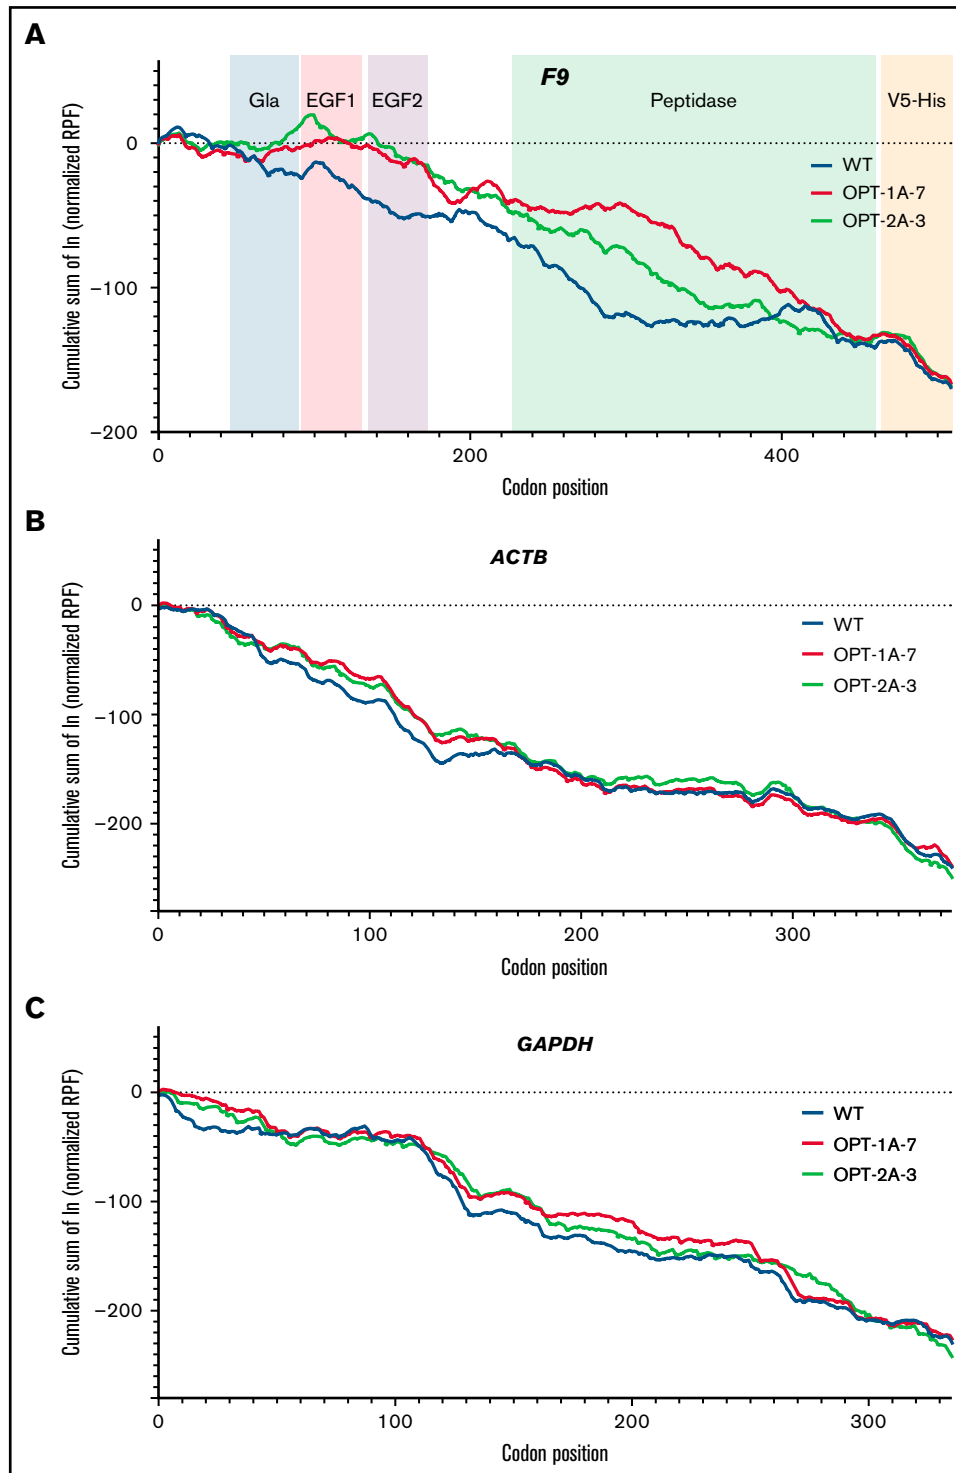 A
F9
Gla EGF1 EGF2 Peptidase V5-His
WT
OPT-1A-7
OPT-2A-3
Cumulative sum of ln (normalized RPF)
0
−100
−200
0 200 400
Codon position
B
ACTB
WT
OPT-1A-7
OPT-2A-3
Cumulative sum of ln (normalized RPF)
0
−100
−200
0 100 200 300
Codon position
C
GAPDH
WT
OPT-1A-7
OPT-2A-3
Cumulative sum of ln (normalized RPF)
0
−100
−200
0 100 200 300
Codon position